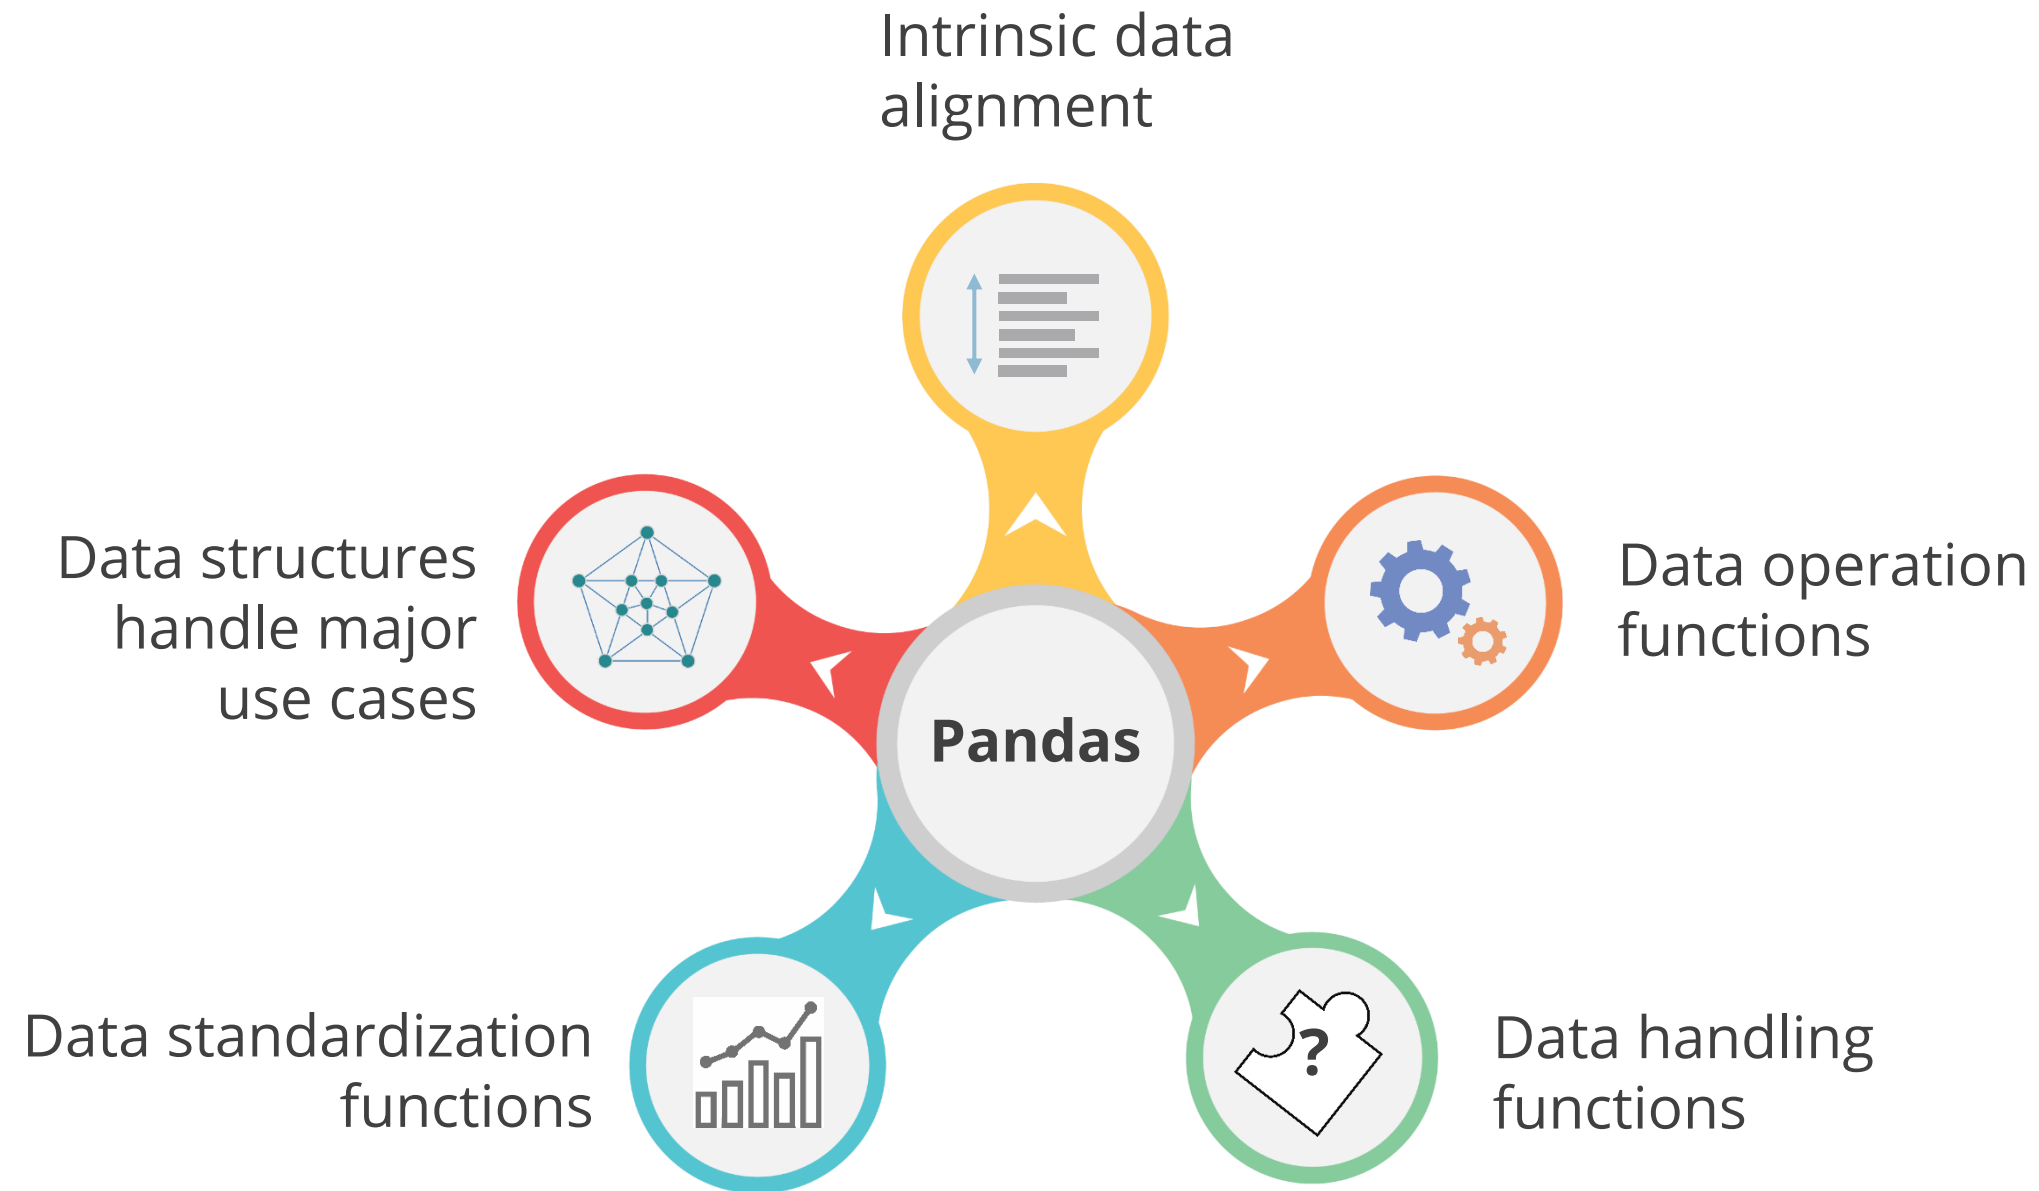 Intrinsic data
alignment
Data structures
handle major
use cases
Data operation
functions
Pandas
Data standardization
functions
?
Data handling
functions